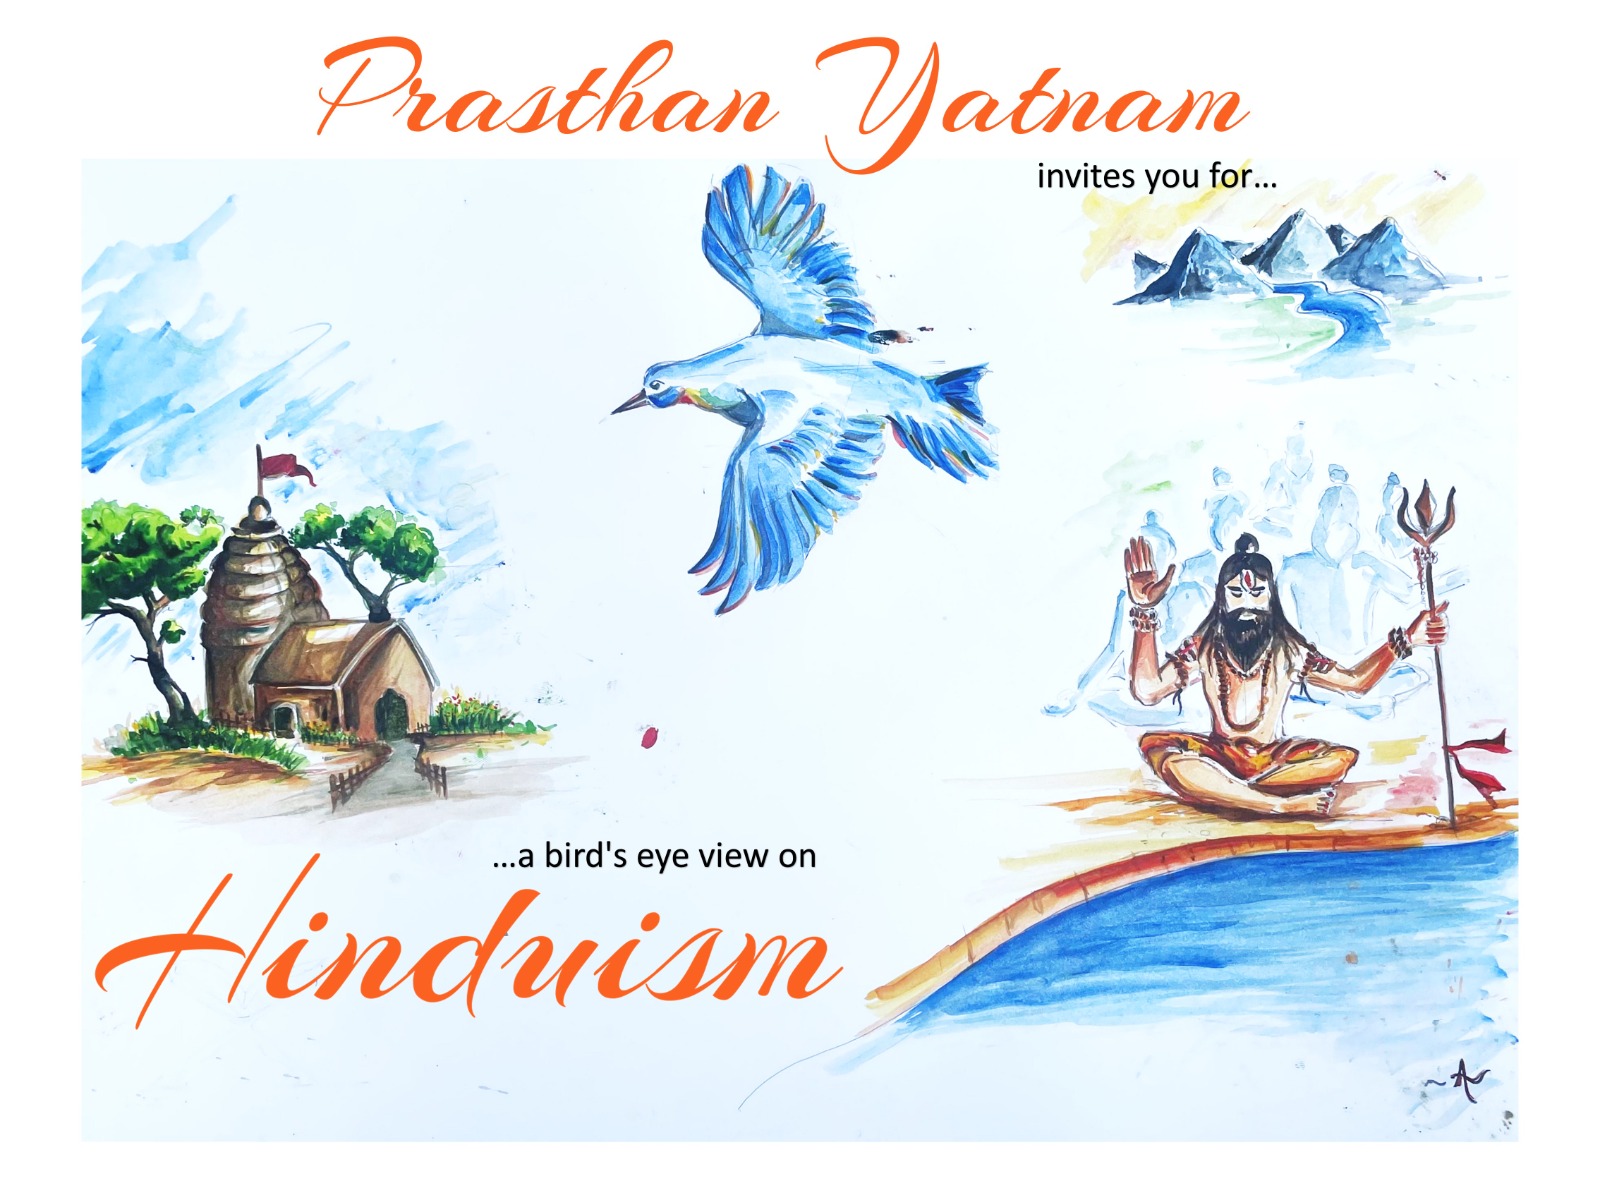 Prasthan Yatnam
invites you for...
...a bird's eye view on
Hinduism
~A~